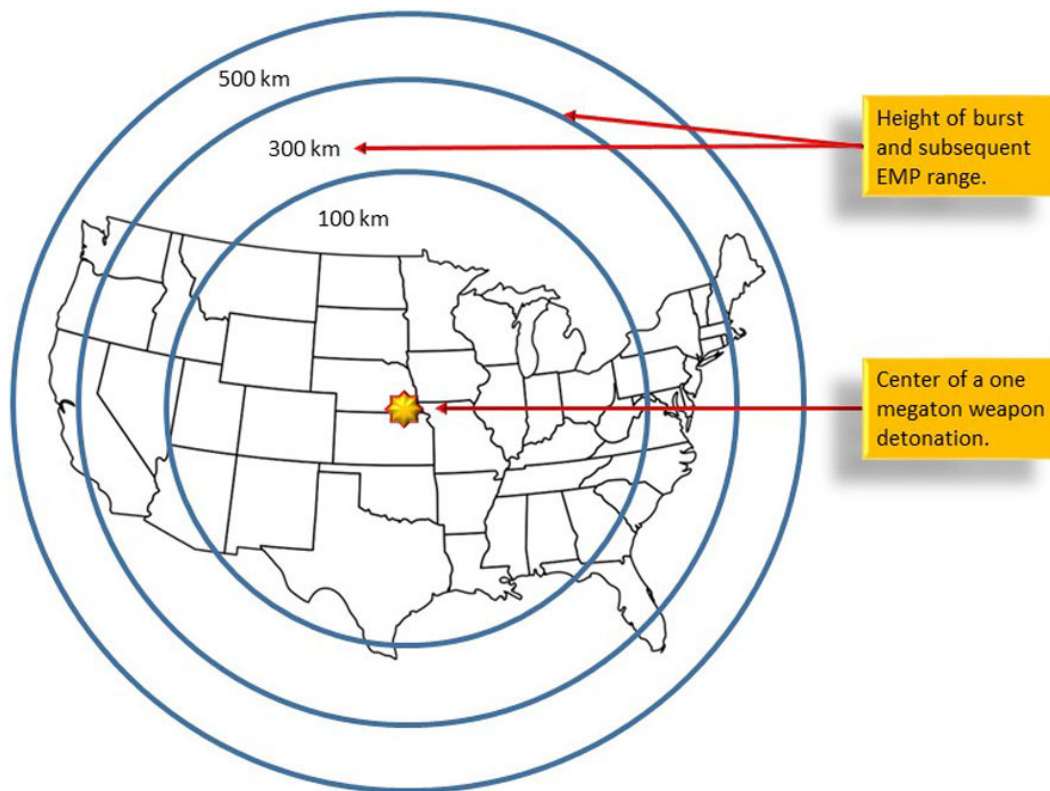 500 km
300 km
100 km
Height of burst
and subsequent
EMP range.
Center of a one
megaton weapon
detonation.